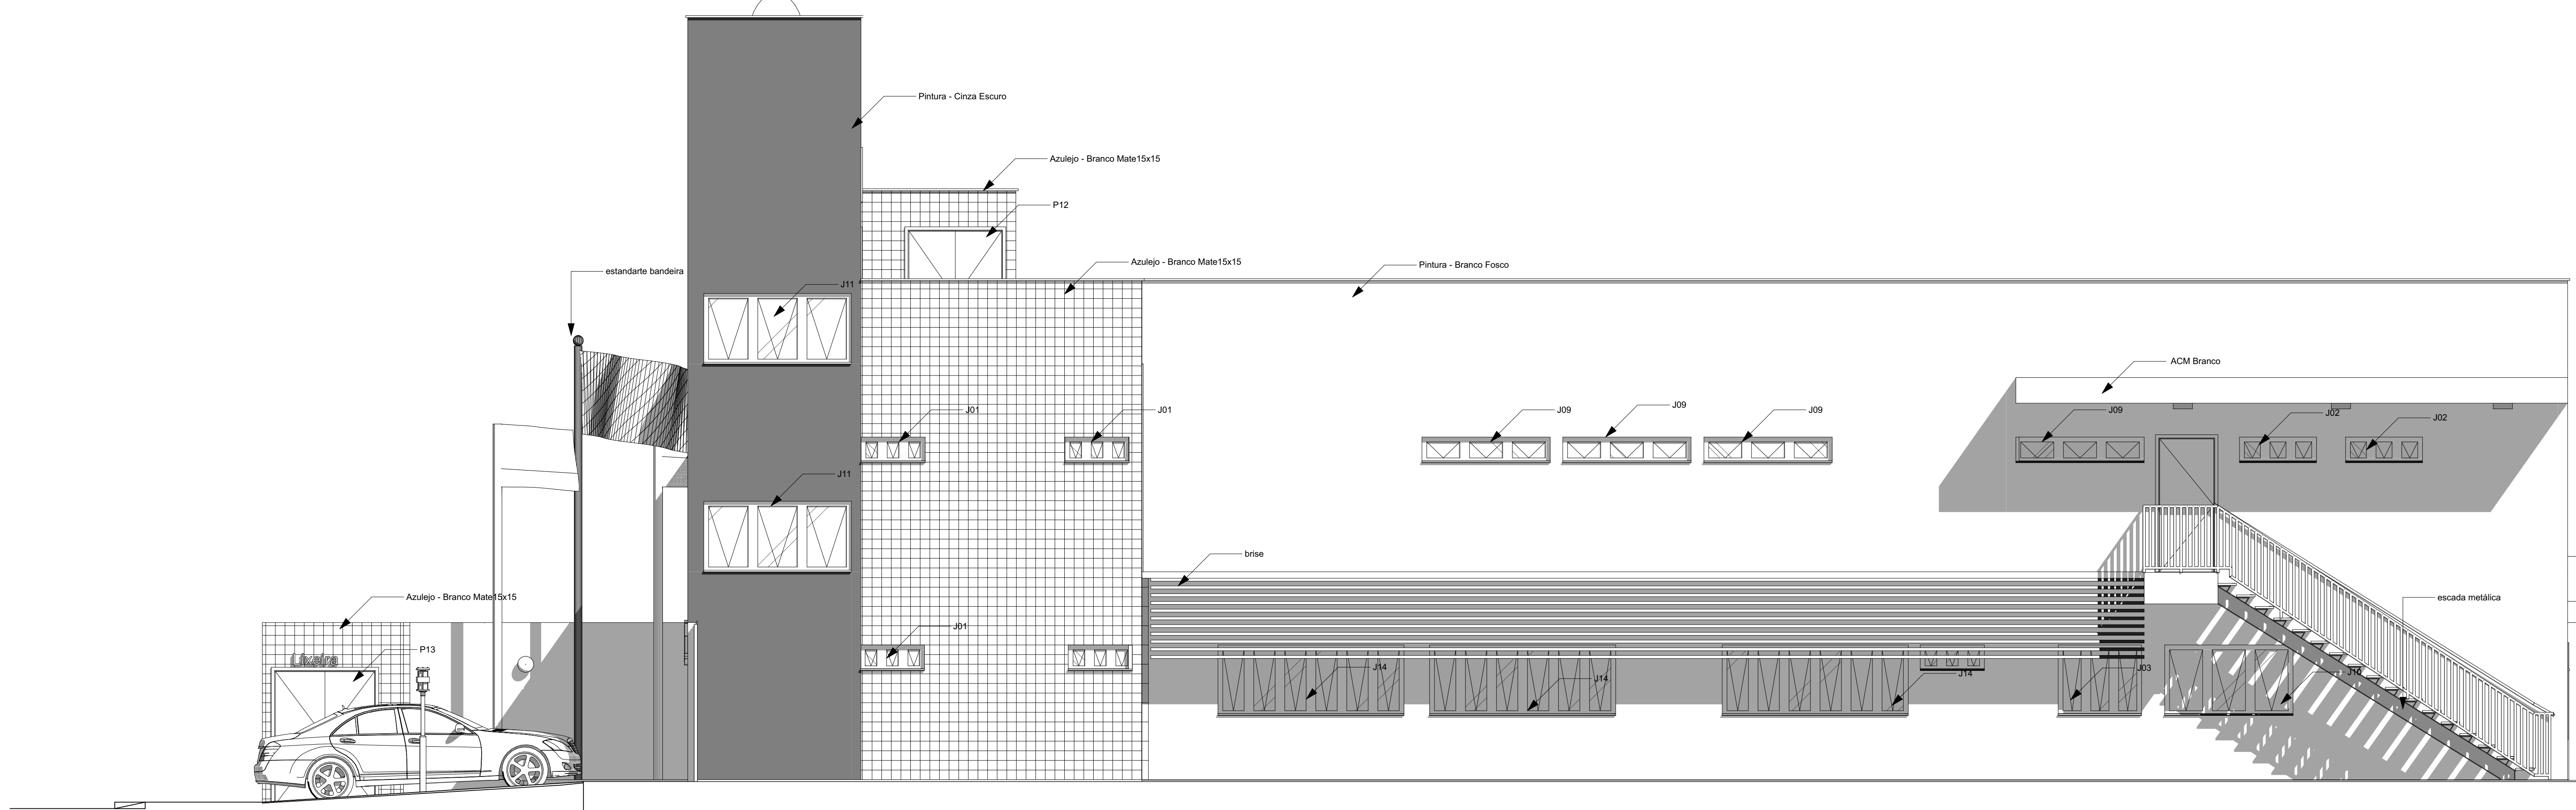 Pintura - Cinza Escuro
Azulejo - Branco Mate15x15
P12
Azulejo - Branco Mate15x15
Pintura - Branco Fosco
estandarte bandeira
J11
ACM Branco
J01
J01
J09
J09
J09
J09
J02
J02
J11
brise
Azulejo - Branco Mate15x15
escada metálica
J01
P13
Lixeira
J14
J14
J14
J03
J10